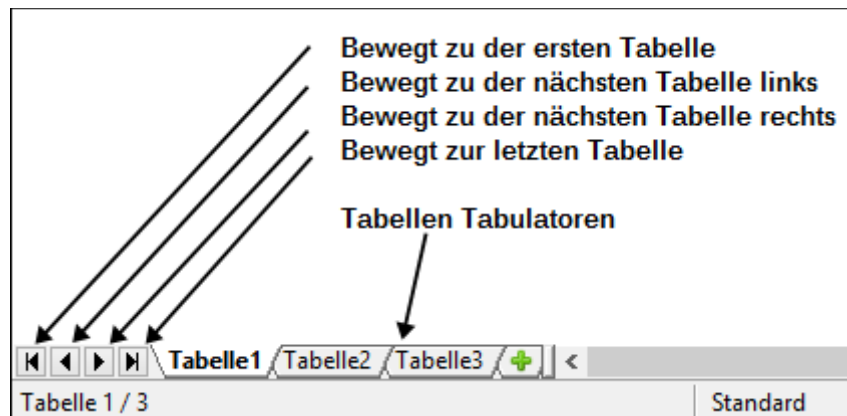 Bewegt zu der ersten Tabelle
Bewegt zu der nächsten Tabelle links
Bewegt zu der nächsten Tabelle rechts
Bewegt zur letzten Tabelle
Tabellen Tabulatoren
Tabelle1 Tabelle2 Tabelle3
Tabelle 1 / 3 Standard